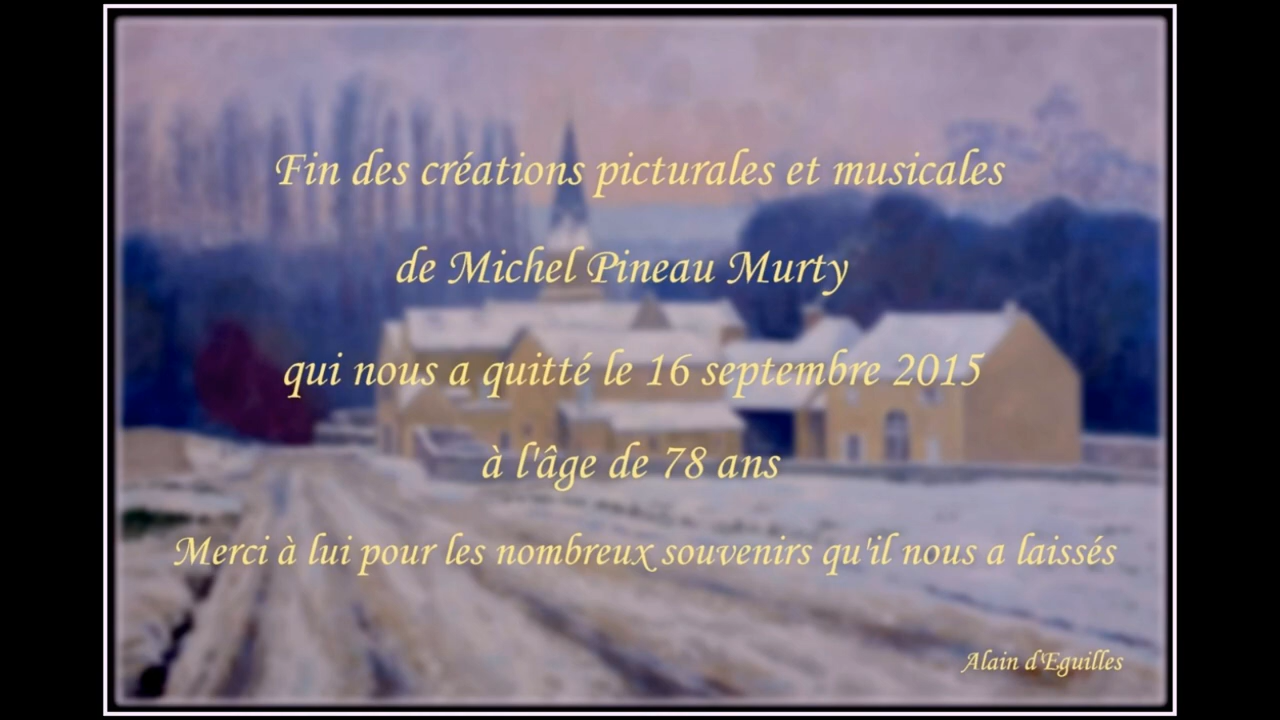 Fin des créations picturales et musicales
de Michel Pineau Murty
qui nous a quitté le 16 septembre 2015
à l'âge de 78 ans
Merci à lui pour les nombreux souvenirs qu'il nous a laissés
Alain d'Eguilles